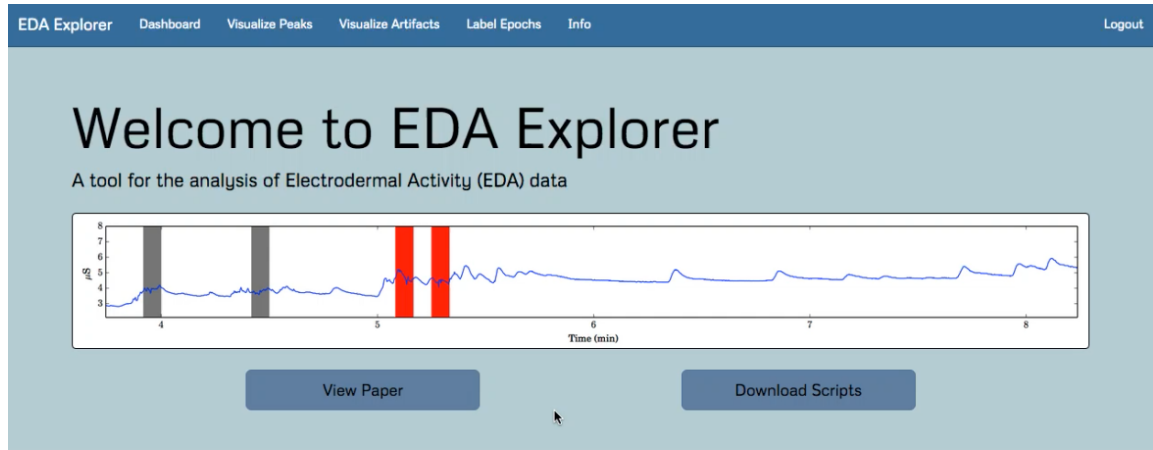 EDA Explorer Dashboard Visualize Peaks Visualize Artifacts Label Epochs Info Logout
Welcome to EDA Explorer
A tool for the analysis of Electrodermal Activity (EDA) data
8
7
6
5
4
3
μS
4 5 6 7 8
Time (min)
View Paper Download Scripts